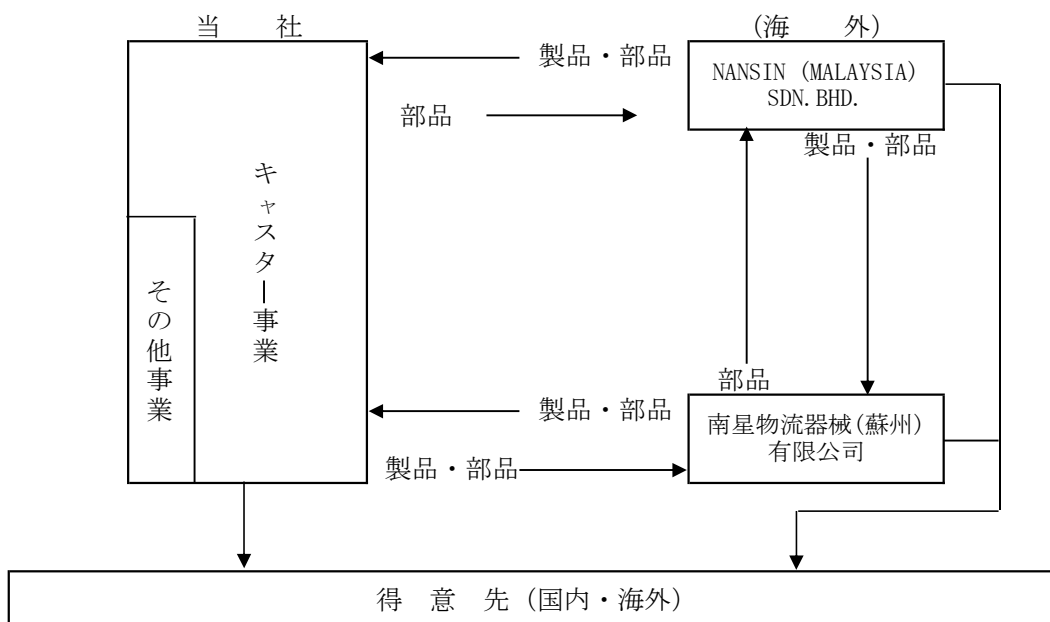 当　　社
(海　　外)
製品・部品
NANSIN (MALAYSIA)
SDN.BHD.
部品
製品・部品
キャスター事業
その他事業
部品
製品・部品
南星物流器械(蘇州)
有限公司
製品・部品
得　意　先 (国内・海外)